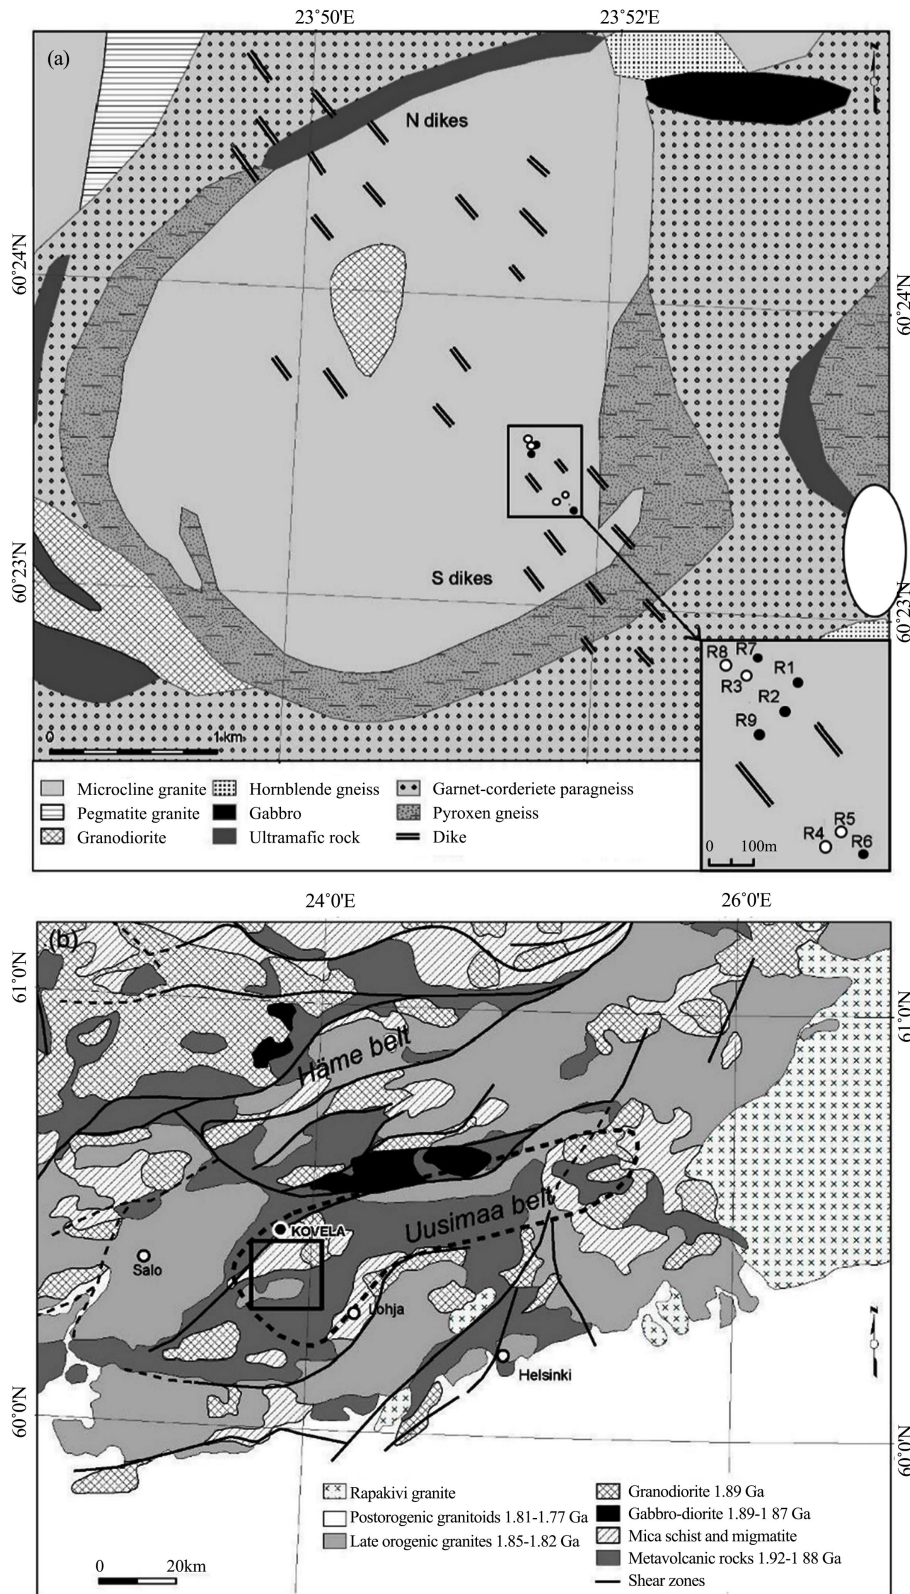 23˚50'E 23˚52'E
(a)
N
N dikes
60˚24'N
60˚24'N
S dikes
60˚23'N
60˚23'N
0 1 km
R8 R7
R3 R1
R2
R9
R5
R4 R6
0 100m
Microcline granite Hornblende gneiss Garnet-corderiete paragneiss
Pegmatite granite Gabbro Pyroxen gneiss
Granodiorite Ultramafic rock Dike
24˚0'E 26˚0'E
(b)
61˚0'N
61˚0'N
Häme belt
Uusimaa belt
KOVELA
Salo
Lohja
N
Helsinki
60˚0'N
60˚0'N
Rapakivi granite
Postorogenic granitoids 1.81-1.77 Ga
Late orogenic granites 1.85-1.82 Ga
Granodiorite 1.89 Ga
Gabbro-diorite 1.89-1 87 Ga
Mica schist and migmatite
Metavolcanic rocks 1.92-1 88 Ga
Shear zones
0 20km